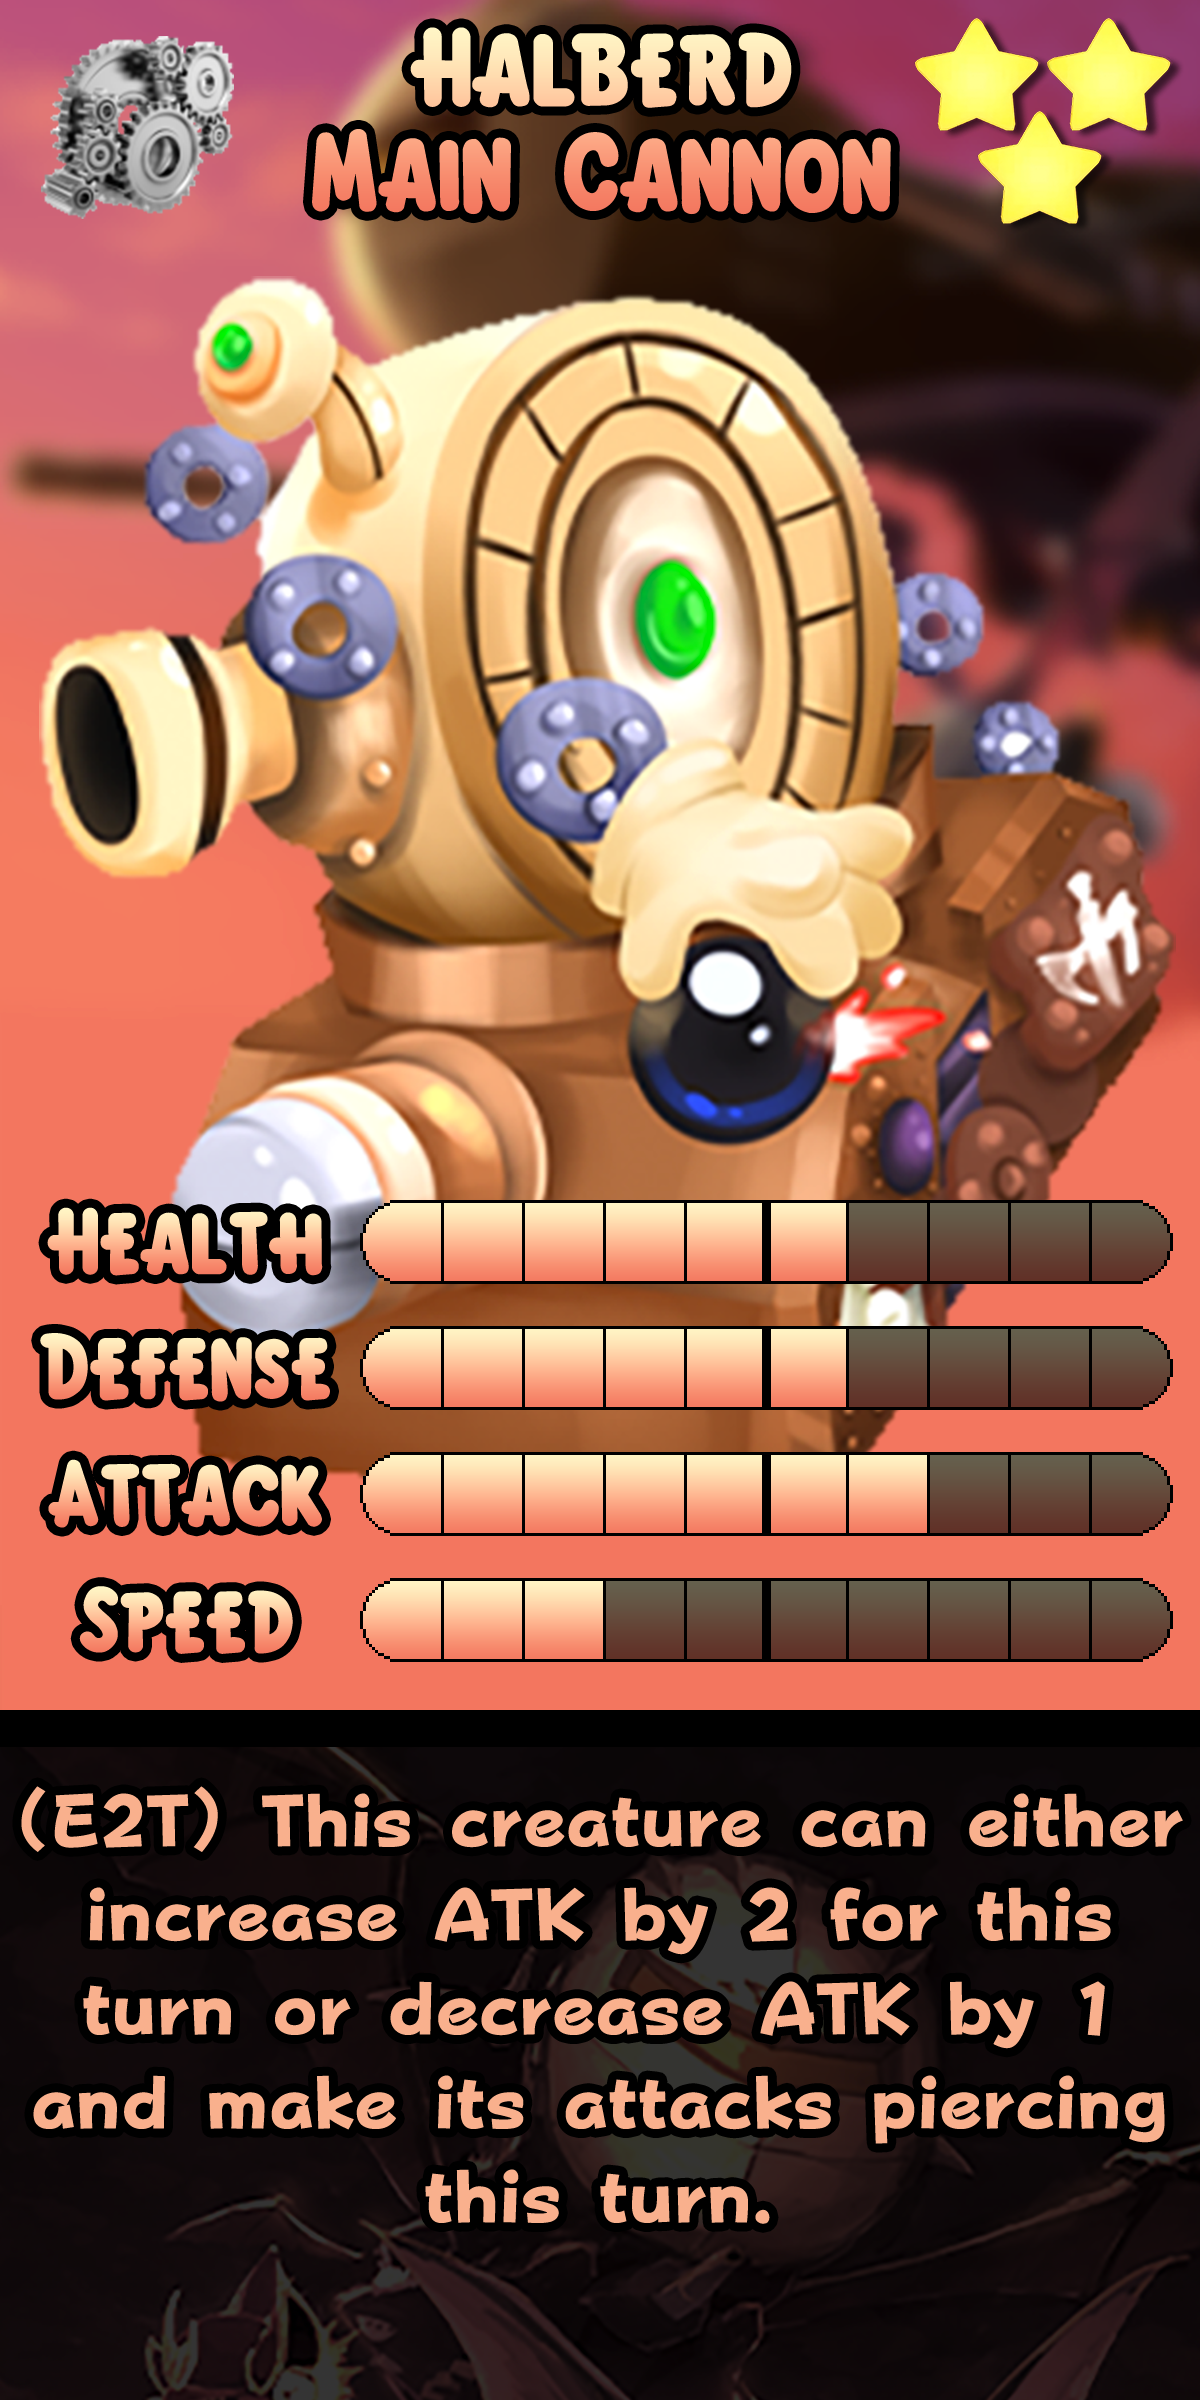 HALBERD
MAIN CANNON
HEALTH
DEFENSE
ATTACK
SPEED
(E2T) This creature can either
increase ATK by 2 for this
turn or decrease ATK by 1
and make its attacks piercing
this turn.